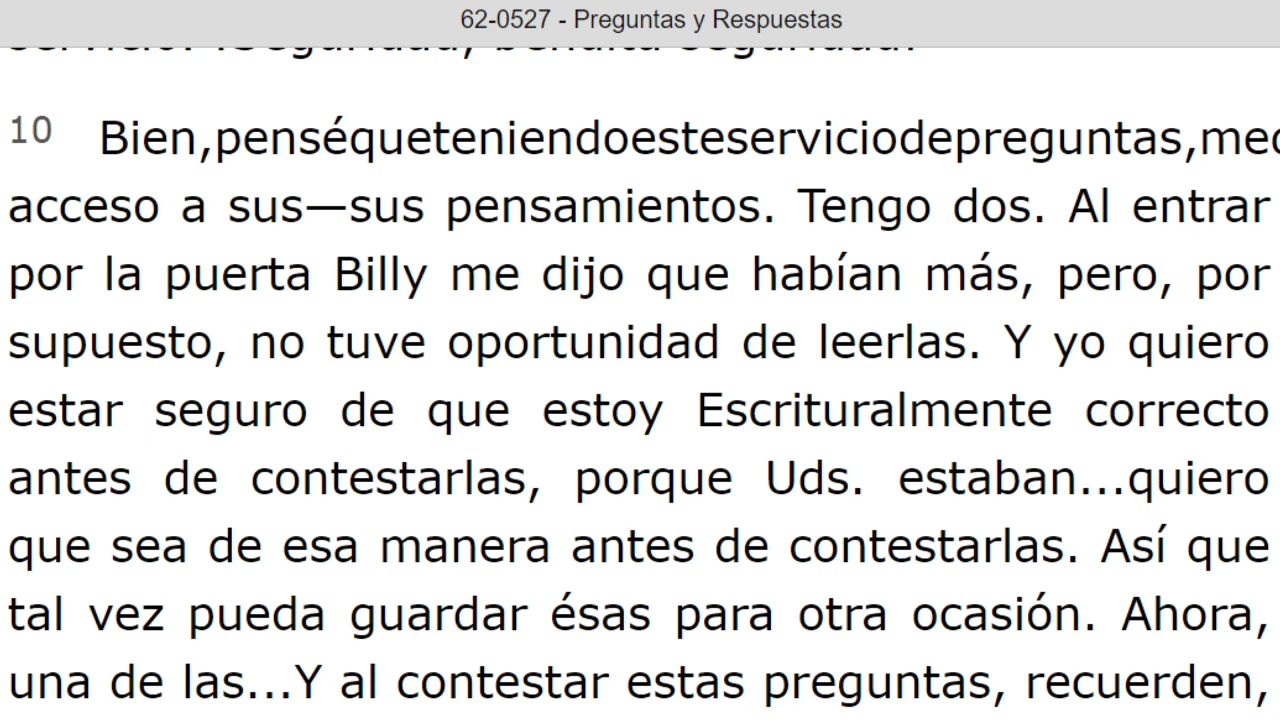 62-0527 - Preguntas y Respuestas
10 Bien,penséqueteniendoesteserviciodepreguntas,
acceso a sus—sus pensamientos. Tengo dos. Al entrar
por la puerta Billy me dijo que habían más, pero, por
supuesto, no tuve oportunidad de leerlas. Y yo quiero
estar seguro de que estoy Escrituralmente correcto
antes de contestarlas, porque Uds. estaban...quiero
que sea de esa manera antes de contestarlas. Así que
tal vez pueda guardar ésas para otra ocasión. Ahora,
una de las...Y al contestar estas preguntas, recuerden,